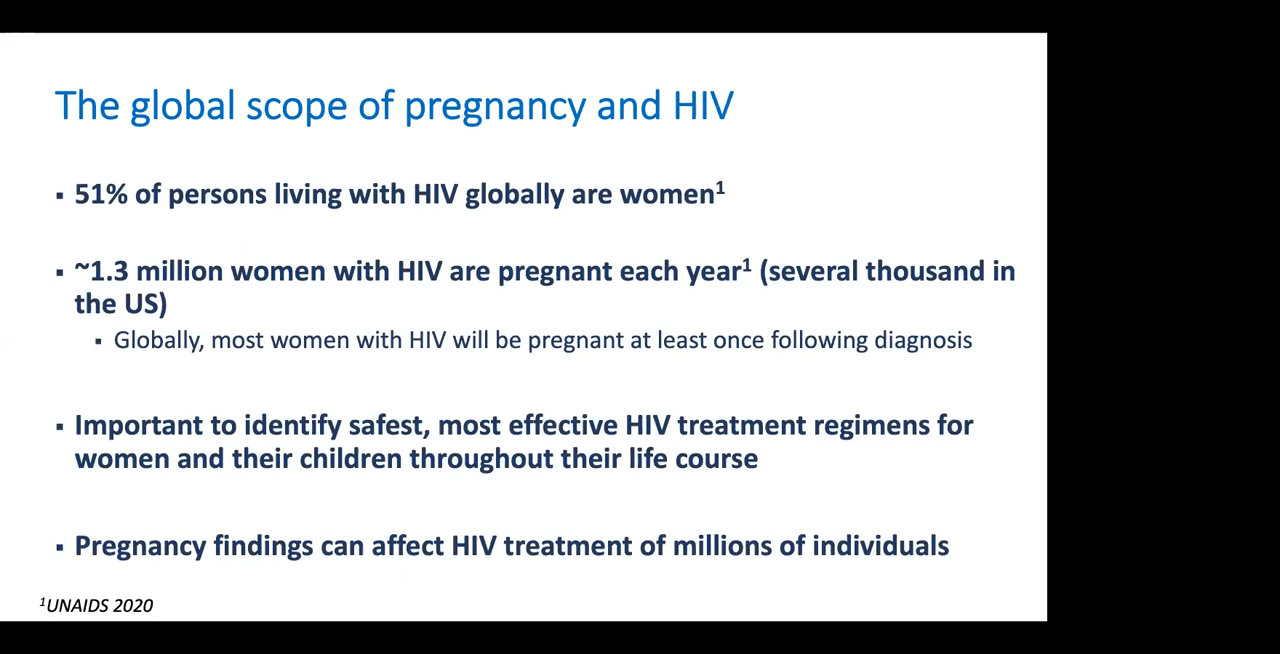 The global scope of pregnancy and HIV
▪ 51% of persons living with HIV globally are women¹
▪ ~1.3 million women with HIV are pregnant each year¹ (several thousand in
the US)
▪ Globally, most women with HIV will be pregnant at least once following diagnosis
▪ Important to identify safest, most effective HIV treatment regimens for
women and their children throughout their life course
▪ Pregnancy findings can affect HIV treatment of millions of individuals
¹UNAIDS 2020